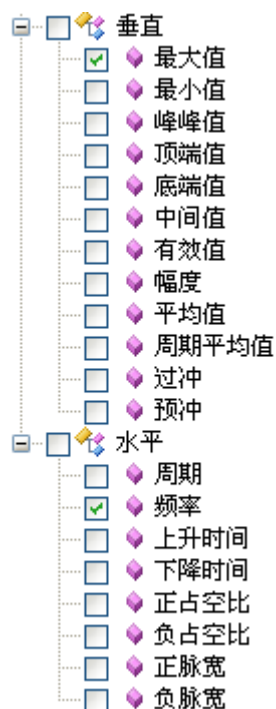 垂直
最大值
最小值
峰峰值
顶端值
底端值
中间值
有效值
幅度
平均值
周期平均值
过冲
预冲
水平
周期
频率
上升时间
下降时间
正占空比
负占空比
正脉宽
负脉宽